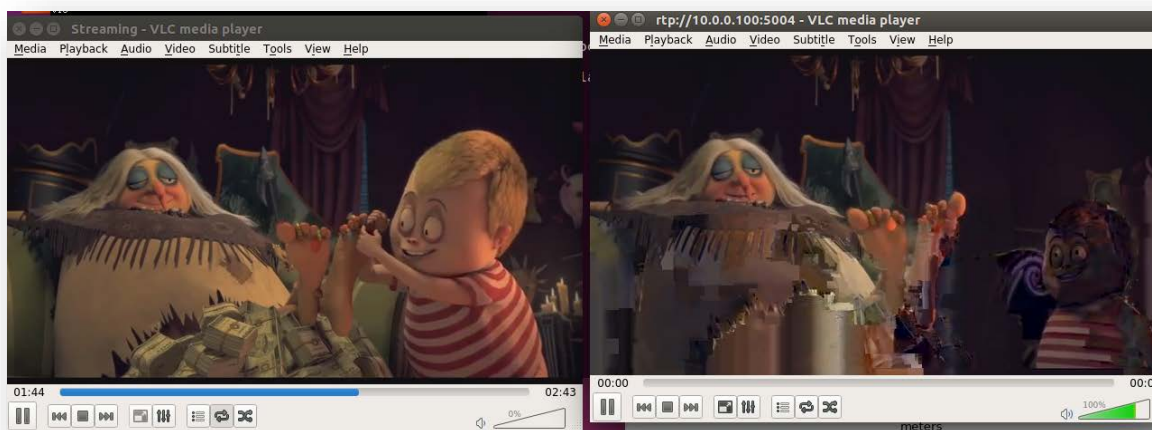 Streaming - VLC media player
Media Playback Audio Video Subtitle Tools View Help
01:44
02:43
0%
rtp://10.0.0.100:5004 - VLC media player
Media Playback Audio Video Subtitle Tools View Help
00:00
00:0
100%
meters